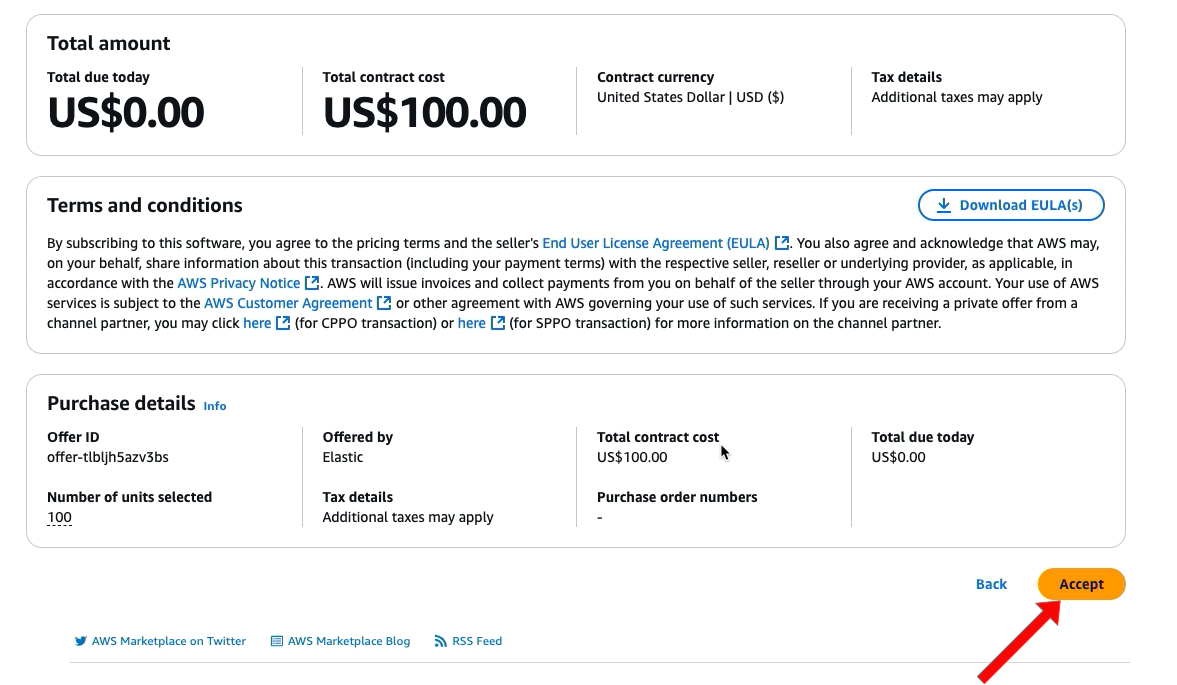 Total amount
Total due today
US$0.00
Total contract cost
US$100.00
Contract currency
United States Dollar | USD ($)
Tax details
Additional taxes may apply
Terms and conditions
Download EULA(s)
By subscribing to this software, you agree to the pricing terms and the seller's End User License Agreement (EULA). You also agree and acknowledge that AWS may,
on your behalf, share information about this transaction (including your payment terms) with the respective seller, reseller or underlying provider, as applicable, in
accordance with the AWS Privacy Notice. AWS will issue invoices and collect payments from you on behalf of the seller through your AWS account. Your use of AWS
services is subject to the AWS Customer Agreement or other agreement with AWS governing your use of such services. If you are receiving a private offer from a
channel partner, you may click here (for CPPO transaction) or here (for SPPO transaction) for more information on the channel partner.
Purchase details Info
Offer ID
offer-tlbljh5azv3bs
Offered by
Elastic
Total contract cost
US$100.00
Total due today
US$0.00
Number of units selected
100
Tax details
Additional taxes may apply
Purchase order numbers
-
Back
Accept
AWS Marketplace on Twitter
AWS Marketplace Blog
RSS Feed